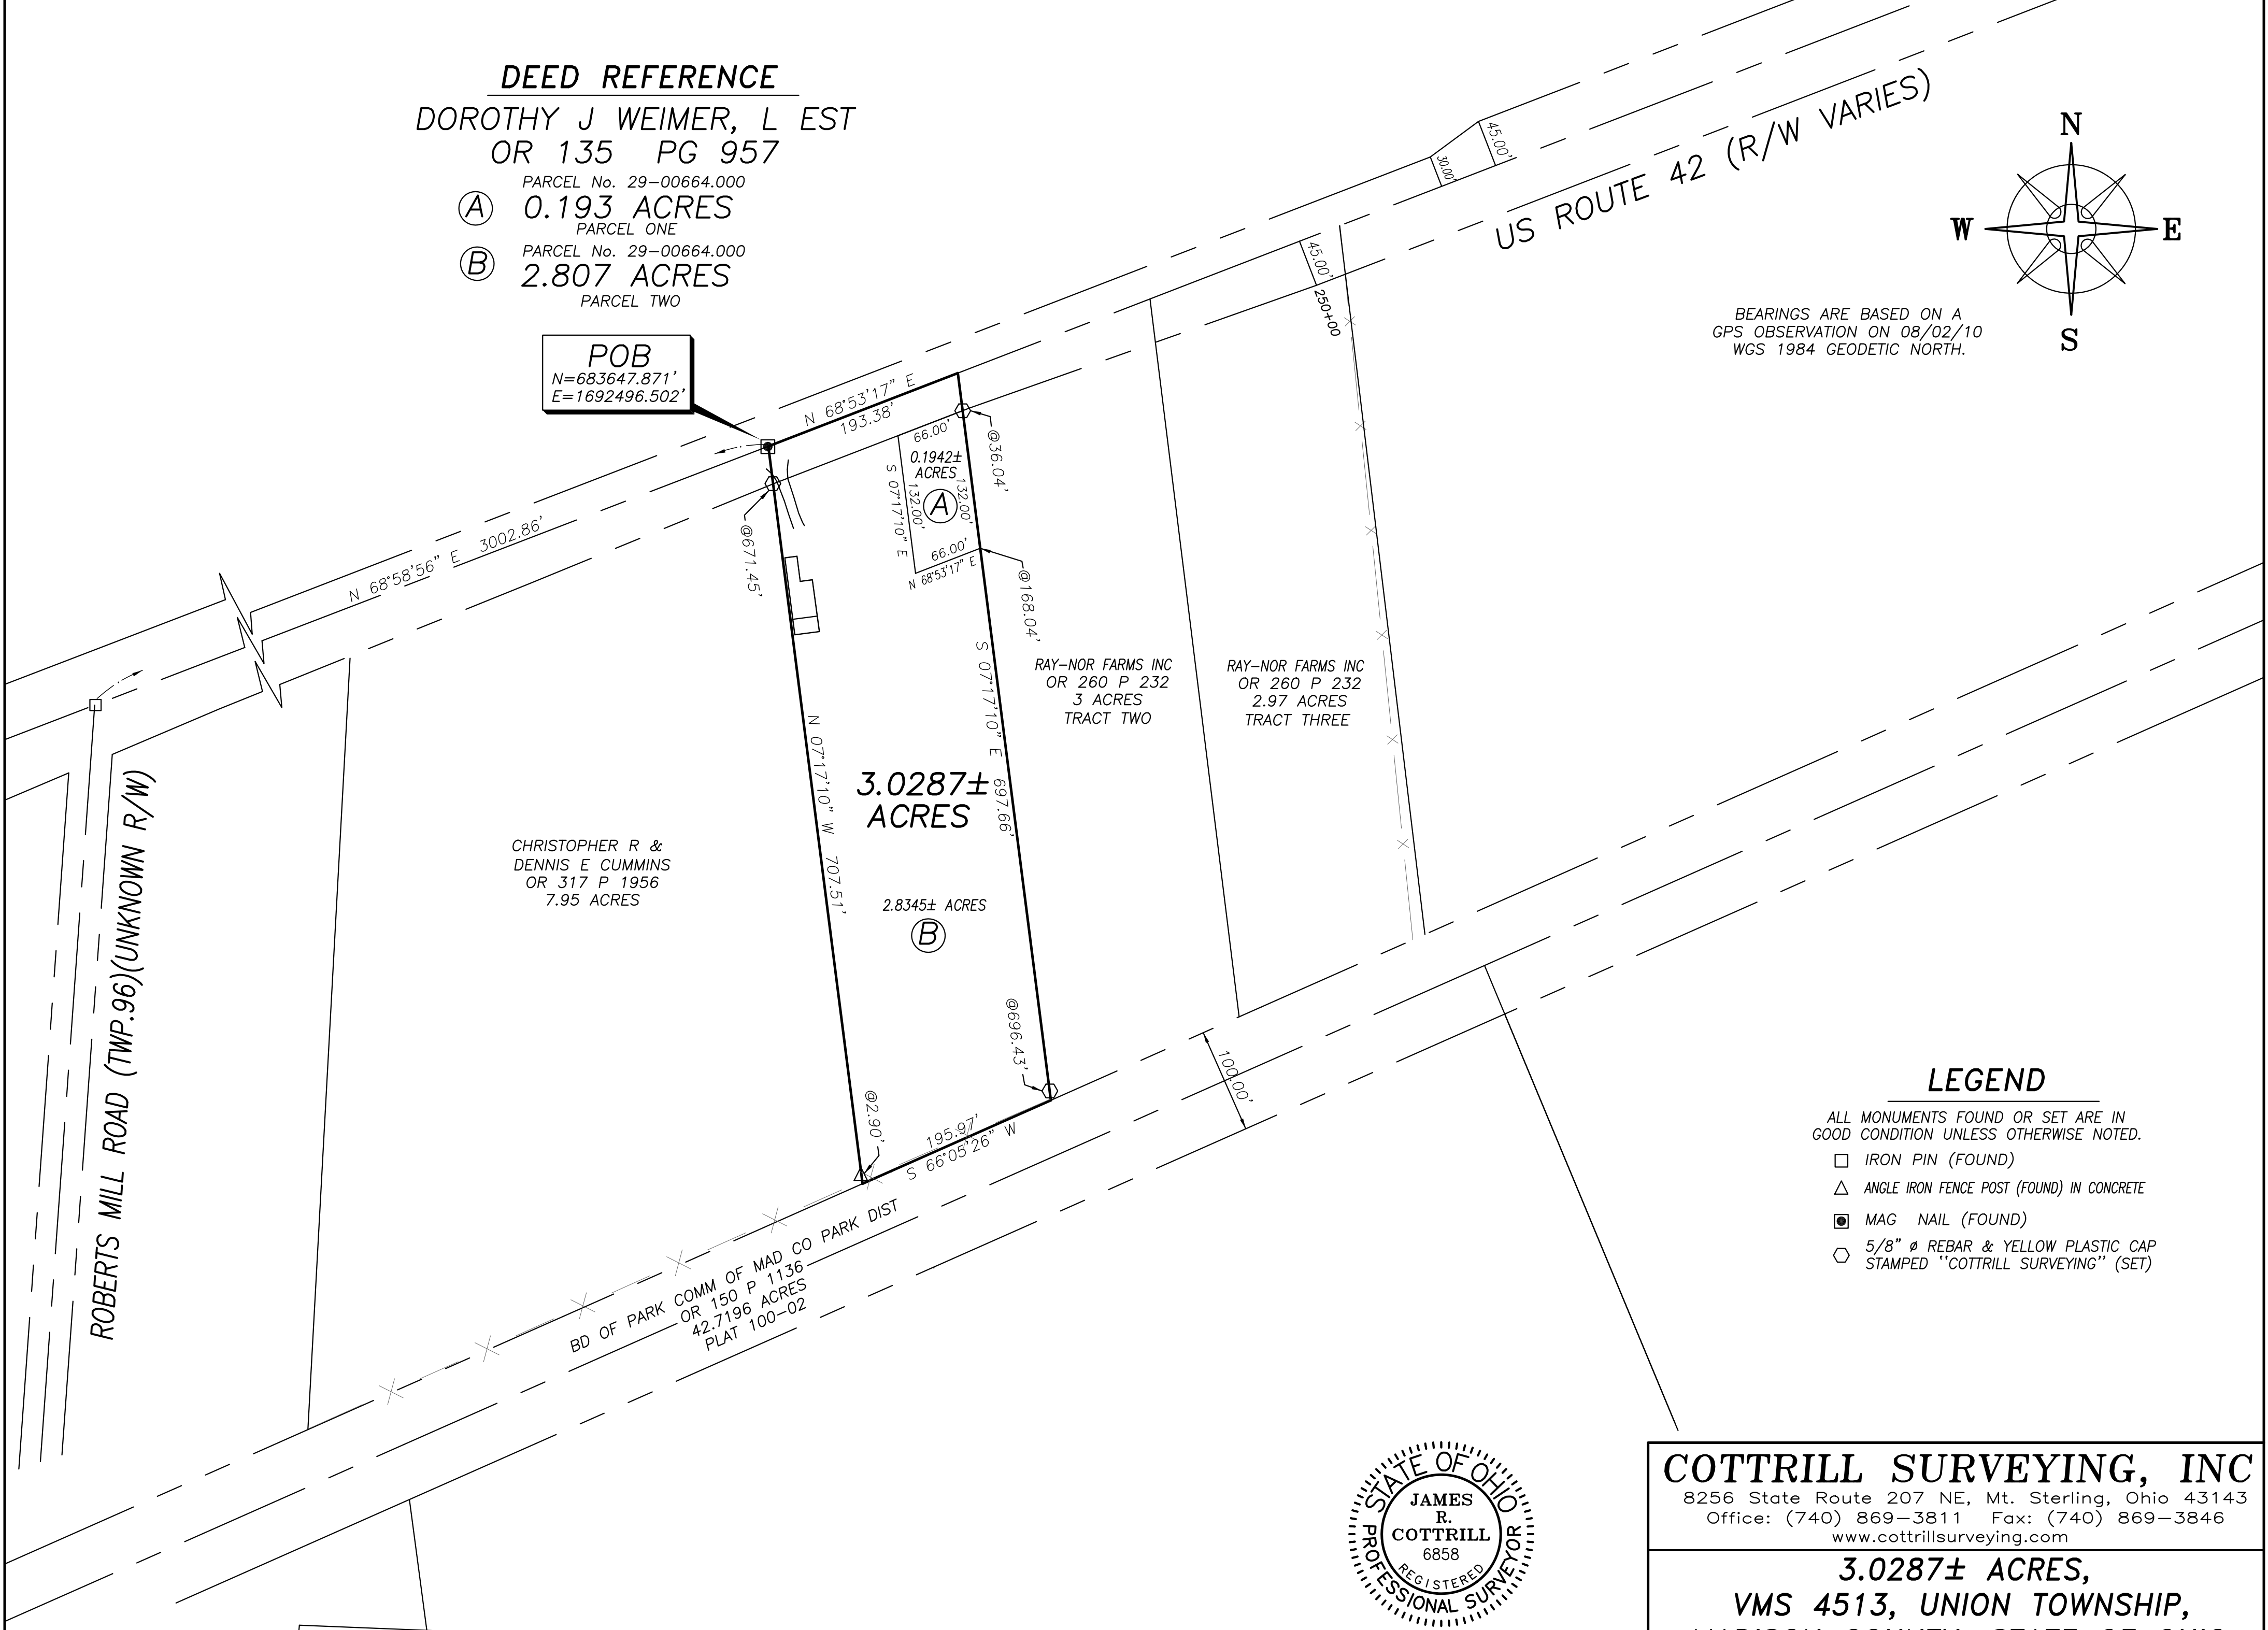 DEED REFERENCE
DOROTHY J WEIMER, L EST
OR 135 PG 957
PARCEL No. 29-00664.000
A 0.193 ACRES
PARCEL ONE
PARCEL No. 29-00664.000
B 2.807 ACRES
PARCEL TWO
POB
N=683647.871'
E=1692496.502'
45.00'
30.00'
US ROUTE 42 (R/W VARIES)
N
W E
S
BEARINGS ARE BASED ON A
GPS OBSERVATION ON 08/02/10
WGS 1984 GEODETIC NORTH.
45.00'
250+00
N 68°53'17" E
193.38'
66.00'
0.1942±
ACRES
A
S 07°17'10" E
132.00'
132.00'
66.00'
N 68°53'17" E
@36.04'
@168.04'
@671.45'
N 68°58'56" E 3002.86'
S 07°17'10" E 697.66'
N 07°17'10" W 707.51'
RAY-NOR FARMS INC
OR 260 P 232
3 ACRES
TRACT TWO
RAY-NOR FARMS INC
OR 260 P 232
2.97 ACRES
TRACT THREE
3.0287±
ACRES
CHRISTOPHER R &
DENNIS E CUMMINS
OR 317 P 1956
7.95 ACRES
2.8345± ACRES
B
ROBERTS MILL ROAD (TWP.96)(UNKNOWN R/W)
@696.43'
@2.90'
195.97'
S 66°05'26" W
100.00'
BD OF PARK COMM OF MAD CO PARK DIST
OR 150 P 1136
42.7196 ACRES
PLAT 100-02
LEGEND
ALL MONUMENTS FOUND OR SET ARE IN
GOOD CONDITION UNLESS OTHERWISE NOTED.
IRON PIN (FOUND)
ANGLE IRON FENCE POST (FOUND) IN CONCRETE
MAG NAIL (FOUND)
5/8" ø REBAR & YELLOW PLASTIC CAP
STAMPED "COTTRILL SURVEYING" (SET)
STATE OF OHIO
JAMES
R.
COTTRILL
6858
REGISTERED
PROFESSIONAL SURVEYOR
COTTRILL SURVEYING, INC
8256 State Route 207 NE, Mt. Sterling, Ohio 43143
Office: (740) 869-3811 Fax: (740) 869-3846
www.cottrillsurveying.com
3.0287± ACRES,
VMS 4513, UNION TOWNSHIP,